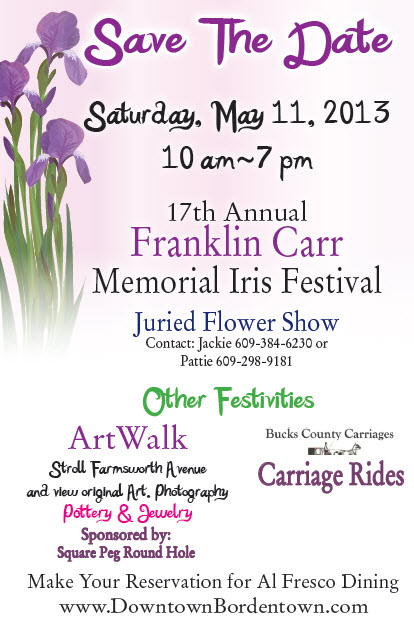 Save The Date
Saturday, May 11, 2013
10 am~7 pm
17th Annual
Franklin Carr
Memorial Iris Festival
Juried Flower Show
Contact: Jackie 609-384-6230 or
Pattie 609-298-9181
Other Festivities
ArtWalk
Stroll Farnsworth Avenue
and view original Art, Photography
Pottery & Jewelry
Sponsored by:
Square Peg Round Hole
Bucks County Carriages
Carriage Rides
Make Your Reservation for Al Fresco Dining
www.DowntownBordentown.com